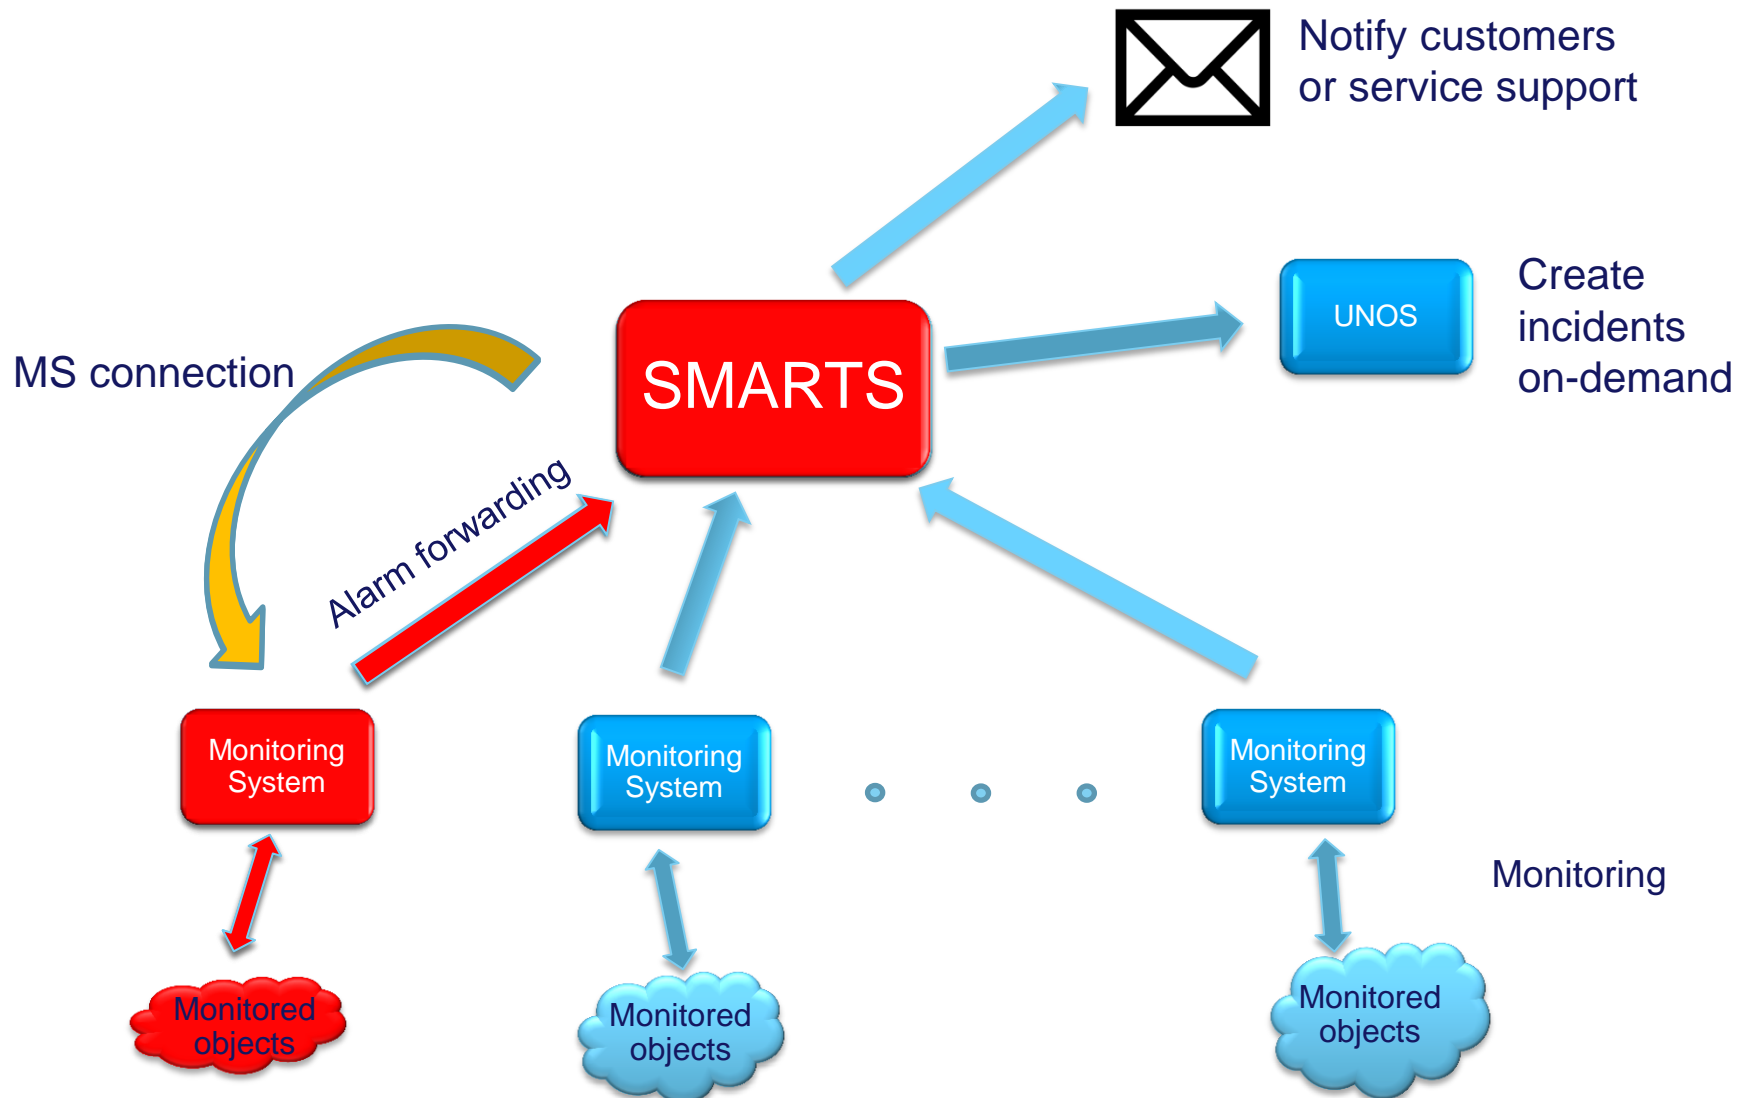 Notify customers
or service support
UNOS
Create
incidents
on-demand
MS connection
SMARTS
Alarm forwarding
Monitoring
System
Monitoring
System
Monitoring
System
Monitoring
Monitored
objects
Monitored
objects
Monitored
objects